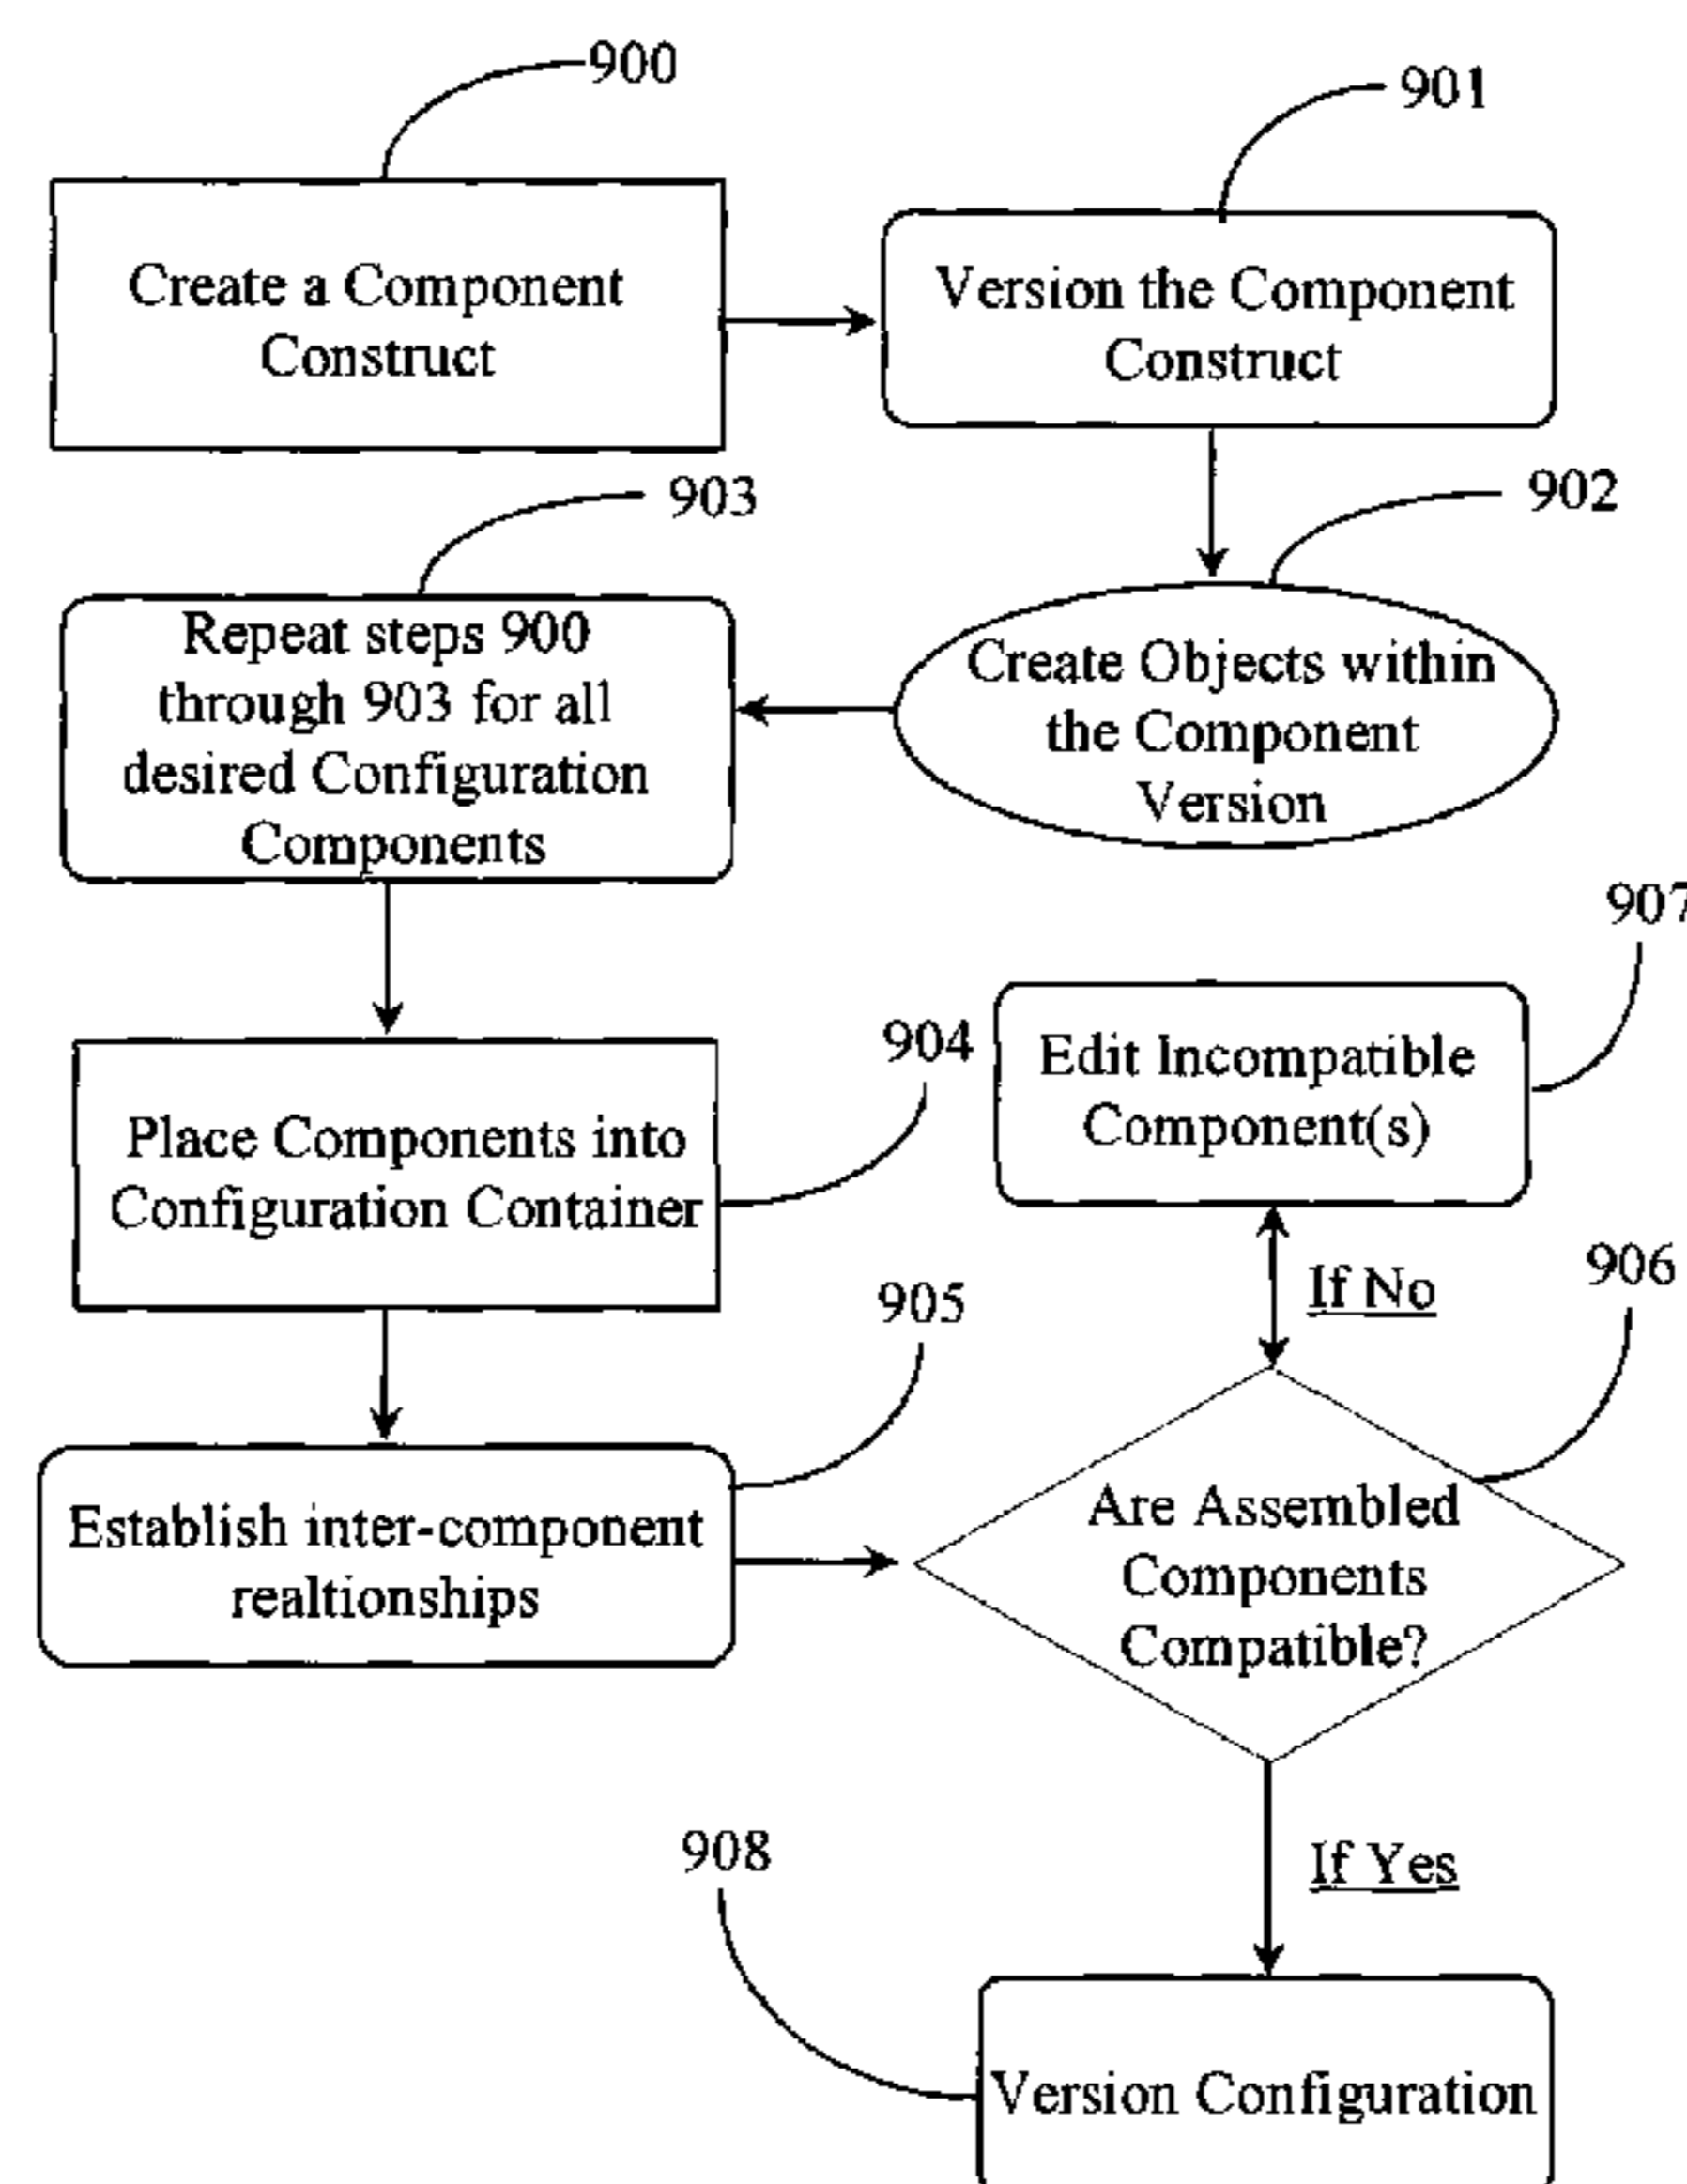 900
901
Create a Component
Construct
Version the Component
Construct
903
902
Repeat steps 900
through 903 for all
desired Configuration
Components
Create Objects within
the Component
Version
907
904
Edit Incompatible
Component(s)
Place Components into
Configuration Container
905
If No
906
Establish inter-component
realtionships
Are Assembled
Components
Compatible?
908
If Yes
Version Configuration